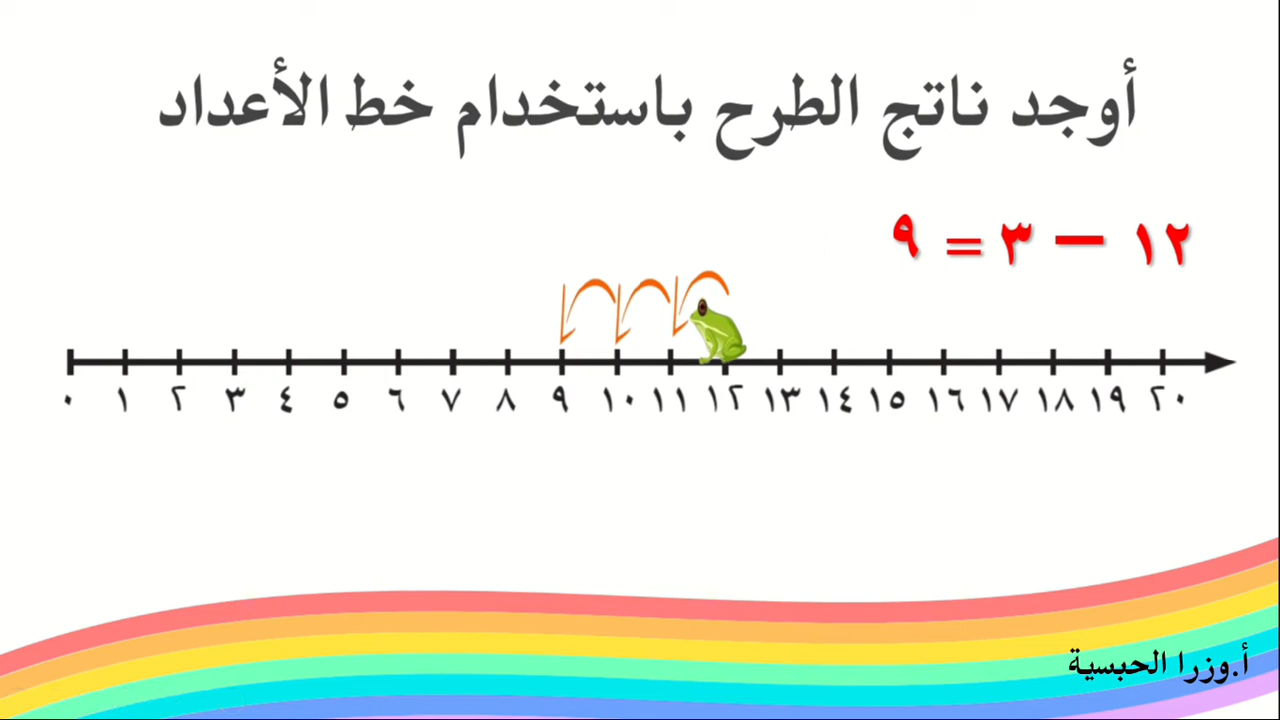 أوجد ناتج الطرح باستخدام خط الأعداد
١٢ – ٣ = ٩
٠ ١ ٢ ٣ ٤ ٥ ٦ ٧ ٨ ٩ ١٠ ١١ ١٢ ١٣ ١٤ ١٥ ١٦ ١٧ ١٨ ١٩ ٢٠
أ.وزرا الحبسية